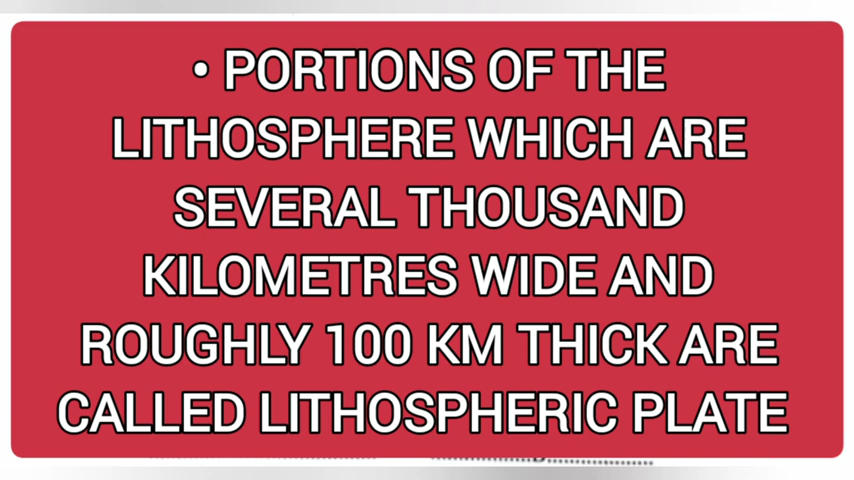 • PORTIONS OF THE
LITHOSPHERE WHICH ARE
SEVERAL THOUSAND
KILOMETRES WIDE AND
ROUGHLY 100 KM THICK ARE
CALLED LITHOSPHERIC PLATE